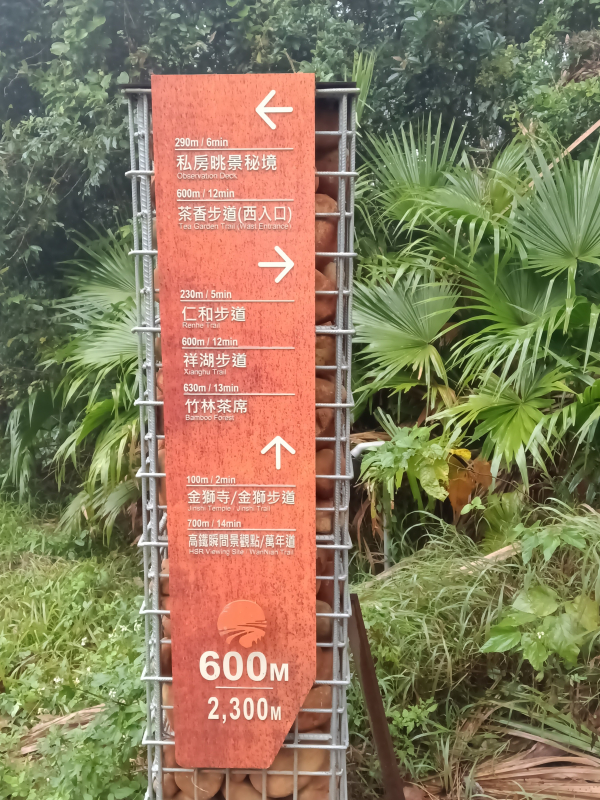 ←
290m / 6min
私房眺景秘境
Observation Deck
600m / 12min
茶香步道(西入口)
Tea Garden Trail (West Entrance)
→
230m / 5min
仁和步道
Renhe Trail
600m / 12min
祥湖步道
Xianghu Trail
630m / 13min
竹林茶席
Bamboo Forest
↑
100m / 2min
金獅寺/金獅步道
Jinshi Temple / Jinshi Trail
700m / 14min
高鐵瞬間景觀點/萬年道
HSR Viewing Site / Wannian Trail
600M
2,300M